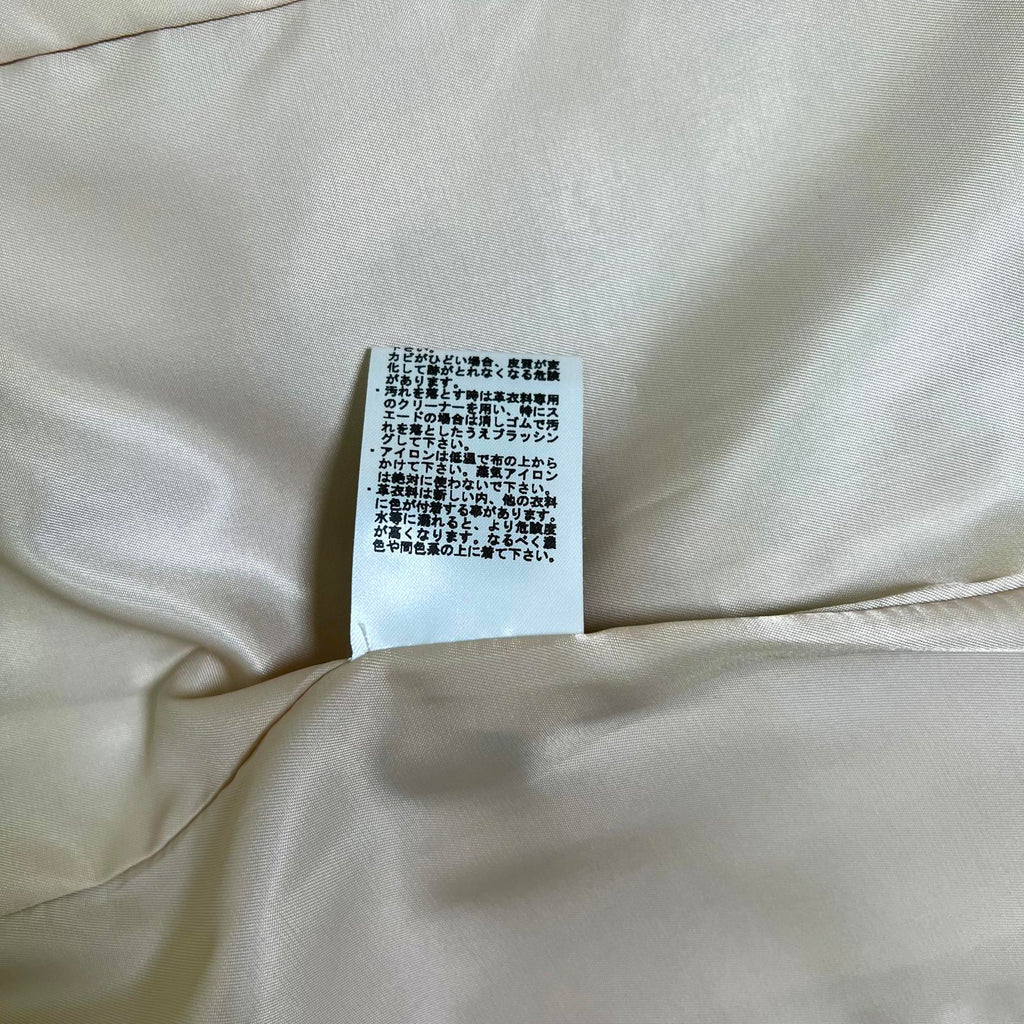 下さい。
カビがひどい場合、皮質が変
化して跡がとれなくなる危険
があります。
・汚れを落とす時は革衣料専用
のクリーナーを用い、特にス
エードの場合は消しゴムで汚
れを落としたうえブラッシン
グして下さい。
・アイロンは低温で布の上から
かけて下さい。蒸気アイロン
は絶対に使わないで下さい。
・革衣料は新しい内、他の衣料
に色が付着する事があります。
水等に濡れると、より危険度
が高くなります。なるべく濃
色や同色系の上に着て下さい。